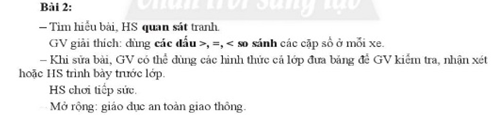 Bài 2:
– Tìm hiểu bài, HS quan sát tranh.
GV giải thích: dùng các dấu >, =, < so sánh các cặp số ở mỗi xe.
– Khi sửa bài, GV có thể dùng các hình thức cả lớp đưa bảng để GV kiểm tra, nhận xét
hoặc HS trình bày trước lớp.
HS chơi tiếp sức.
Mở rộng: giáo dục an toàn giao thông.